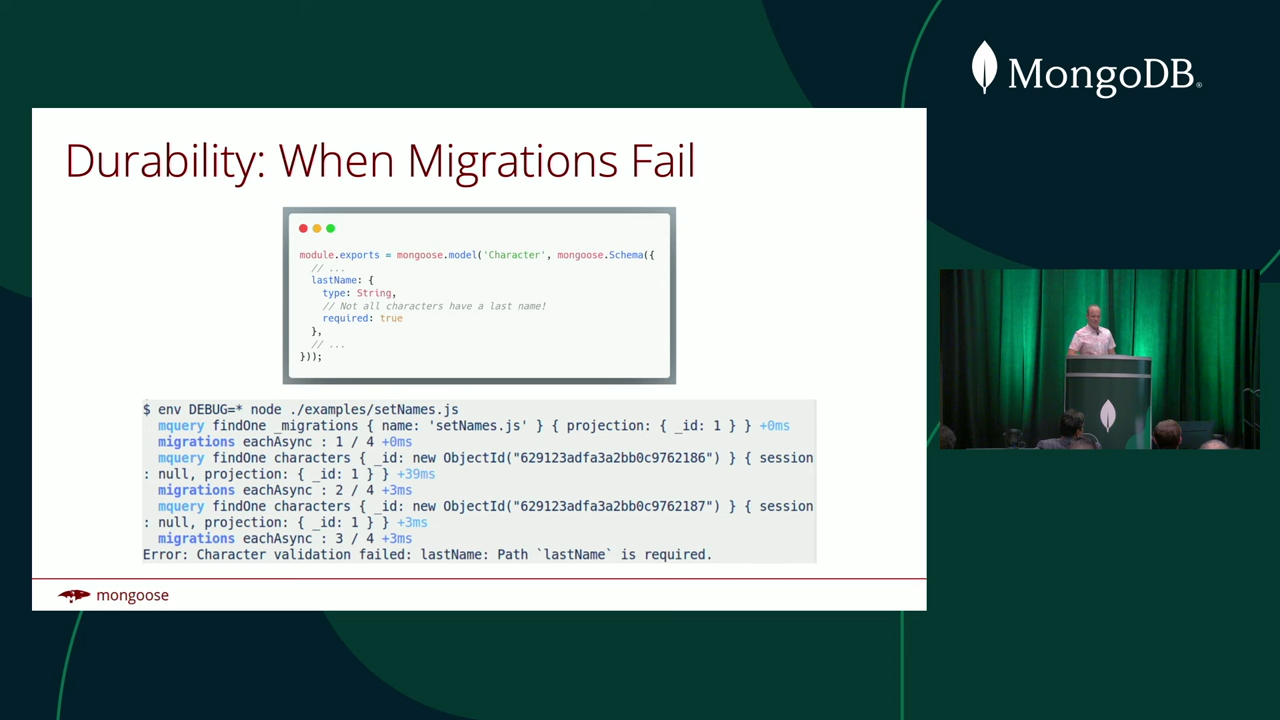 MongoDB®
Durability: When Migrations Fail
module.exports = mongoose.model('Character', mongoose.Schema({
// ...
lastName: {
type: String,
// Not all characters have a last name!
required: true
},
// ...
}));
$ env DEBUG=* node ./examples/setNames.js
mquery findOne _migrations { name: 'setNames.js' } { projection: { _id: 1 } } +0ms
migrations eachAsync : 1 / 4 +0ms
mquery findOne characters { _id: new ObjectId("629123adfa3a2bb0c9762186") } { session
: null, projection: { _id: 1 } } +39ms
migrations eachAsync : 2 / 4 +3ms
mquery findOne characters { _id: new ObjectId("629123adfa3a2bb0c9762187") } { session
: null, projection: { _id: 1 } } +3ms
migrations eachAsync : 3 / 4 +3ms
Error: Character validation failed: lastName: Path `lastName` is required.
mongoose